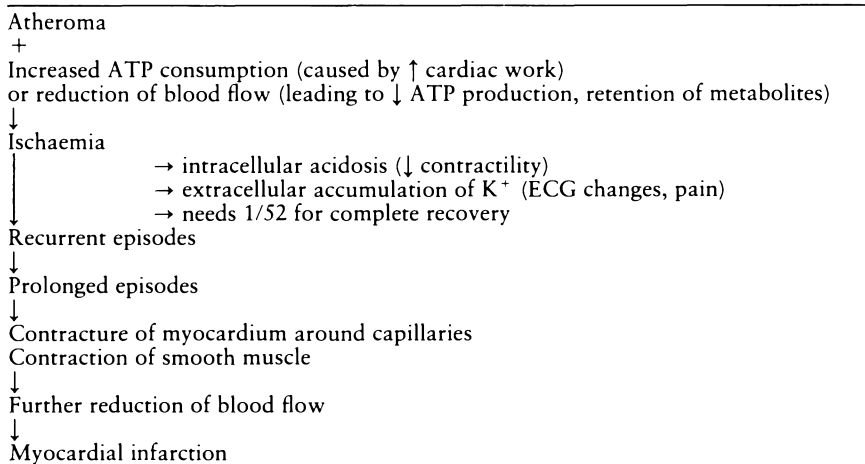 Atheroma
+
Increased ATP consumption (caused by ↑ cardiac work)
or reduction of blood flow (leading to ↓ ATP production, retention of metabolites)
↓
Ischaemia
→ intracellular acidosis (↓ contractility)
→ extracellular accumulation of K⁺ (ECG changes, pain)
→ needs 1/52 for complete recovery
↓
Recurrent episodes
↓
Prolonged episodes
↓
Contracture of myocardium around capillaries
Contraction of smooth muscle
↓
Further reduction of blood flow
↓
Myocardial infarction